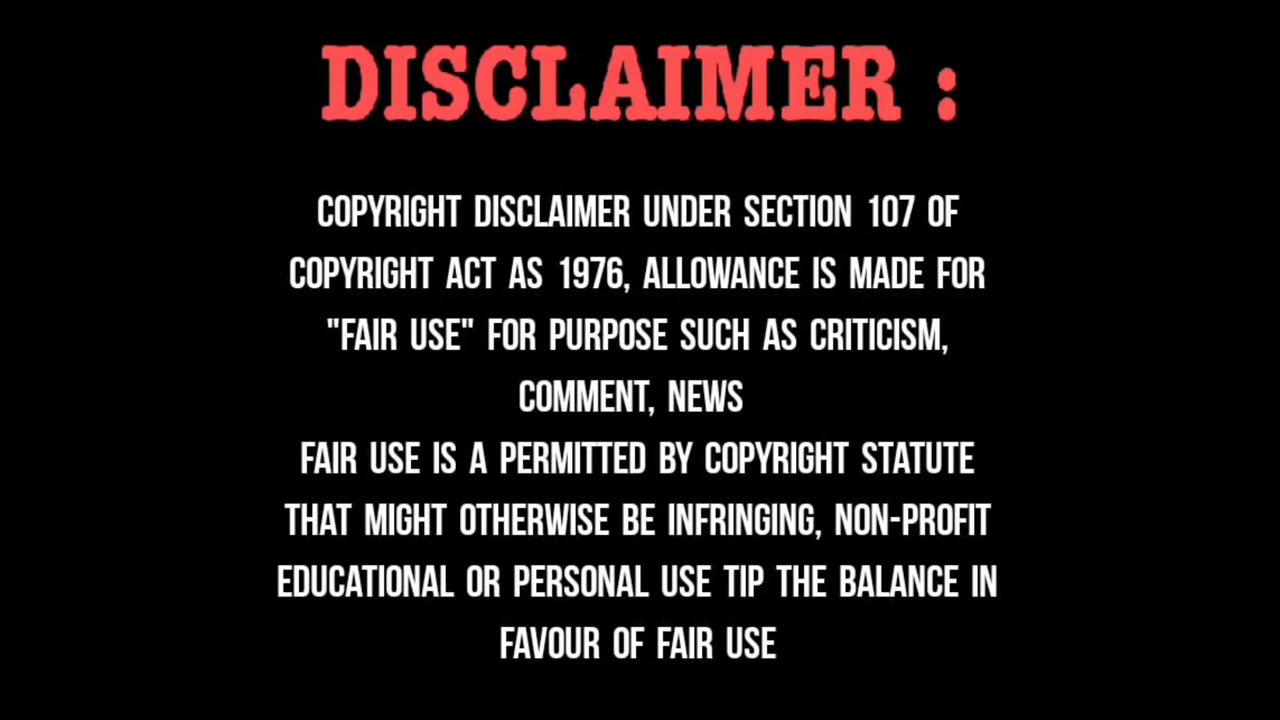 DISCLAIMER :
COPYRIGHT DISCLAIMER UNDER SECTION 107 OF
COPYRIGHT ACT AS 1976, ALLOWANCE IS MADE FOR
"FAIR USE" FOR PURPOSE SUCH AS CRITICISM,
COMMENT, NEWS
FAIR USE IS A PERMITTED BY COPYRIGHT STATUTE
THAT MIGHT OTHERWISE BE INFRINGING, NON-PROFIT
EDUCATIONAL OR PERSONAL USE TIP THE BALANCE IN
FAVOUR OF FAIR USE